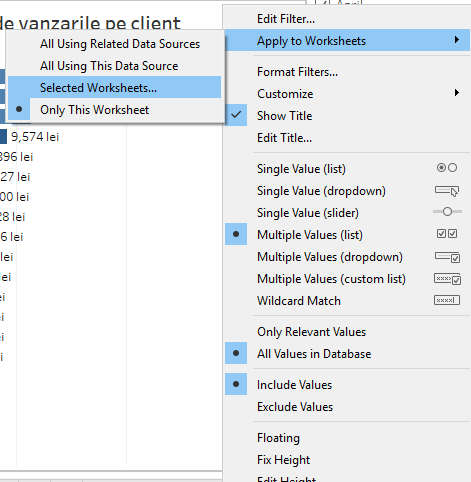 April
de vanzarile pe client
All Using Related Data Sources
All Using This Data Source
Selected Worksheets...
Only This Worksheet
9,574 lei
396 lei
27 lei
00 lei
28 lei
6 lei
lei
lei
ei
ei
ei
i
Edit Filter...
Apply to Worksheets
Format Filters...
Customize
Show Title
Edit Title...
Single Value (list)
Single Value (dropdown)
Single Value (slider)
Multiple Values (list)
Multiple Values (dropdown)
Multiple Values (custom list)
Wildcard Match
Only Relevant Values
All Values in Database
Include Values
Exclude Values
Floating
Fix Height
Edit Height